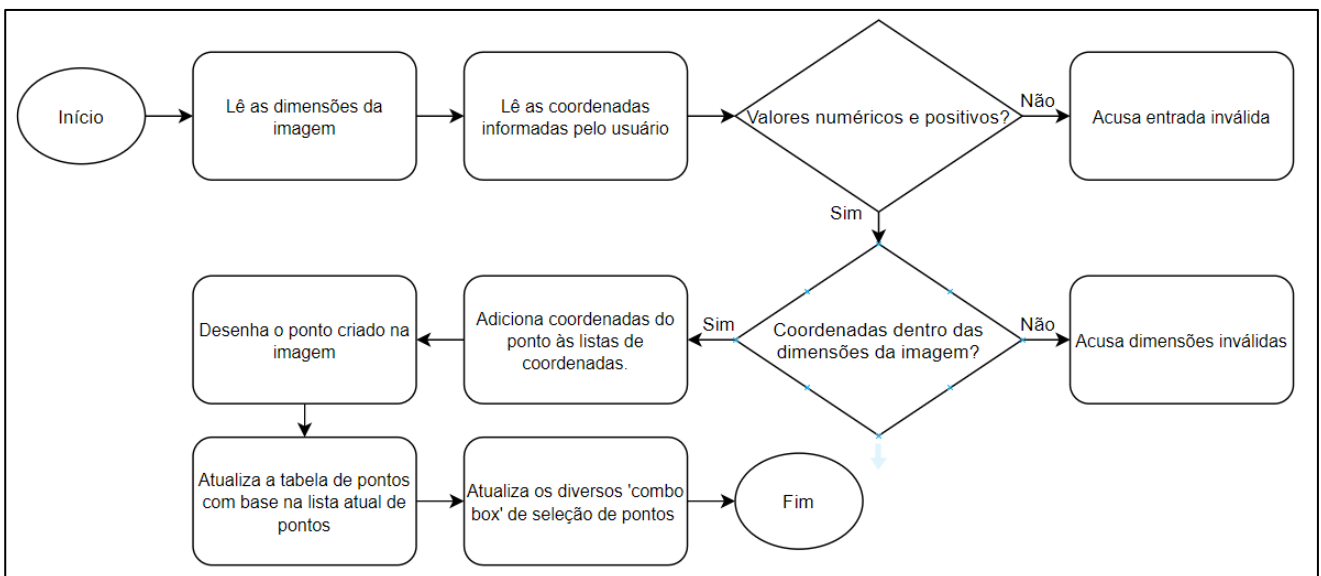 Início
Lê as dimensões da
imagem
Lê as coordenadas
informadas pelo usuário
Valores numéricos e positivos?
Não
Acusa entrada inválida
Sim
Coordenadas dentro das
dimensões da imagem?
Não
Acusa dimensões inválidas
Sim
Adiciona coordenadas do
ponto às listas de
coordenadas.
Desenha o ponto criado na
imagem
Atualiza a tabela de pontos
com base na lista atual de
pontos
Atualiza os diversos 'combo
box' de seleção de pontos
Fim